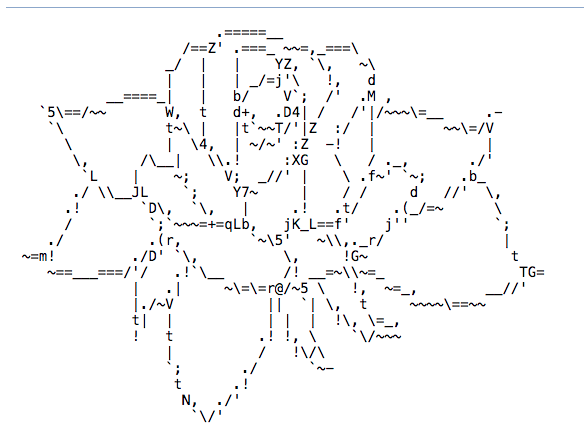 .=====__
                   /==Z' .===_ ~~=,_===\
                 _/  |   |    YZ, `\,   ~\
                 |   |   | _/=j'\   !,   d
          __====_|   |   b/    V`;  /'  .M ,
  `5\==/~~       W,  t   d+,  .D4| /   /'|/~~~\=__     .-
   `\            t~\ |   |t`~~T/'|Z  :/  |        ~~\=/V
     /           |  \4,  | ~/~' :Z  -!   |            |
      \,      /\__|   \\.!     :XG   \   / ._,       ./'
       `L    |    ~;    V;  _//' |    \ .f~' `~;    .b_
      ./ \\__JL    `;    Y7~     |    / /     d   //'  \,
     .!       `D\,  `\,   |     .!   .t/    .(_/=~      \
     /         `;`~~~=+=qLb,   jK_L==f'    j''          `;
   ./          .(r,         `~\5'   ~\\,._r/             |
~=m!         ./D' `\,          \,     !G~                 t
   ~==___===/'/   .!`\__       /! __=~\\~=_                TG=
             |   .|     ~\=\=r@/~5 \   !,  ~=_,        __//'
             |./~V           ||  `| \,  t     ~~~~\==~~
             t|  |           | |  |  !\, \=_,
             !   t          .! !, \    `\/~~~
                 |          /   !\/\
                 `;       ./      `~-
                  t      .!
                   N,  ./'
                    `\/'